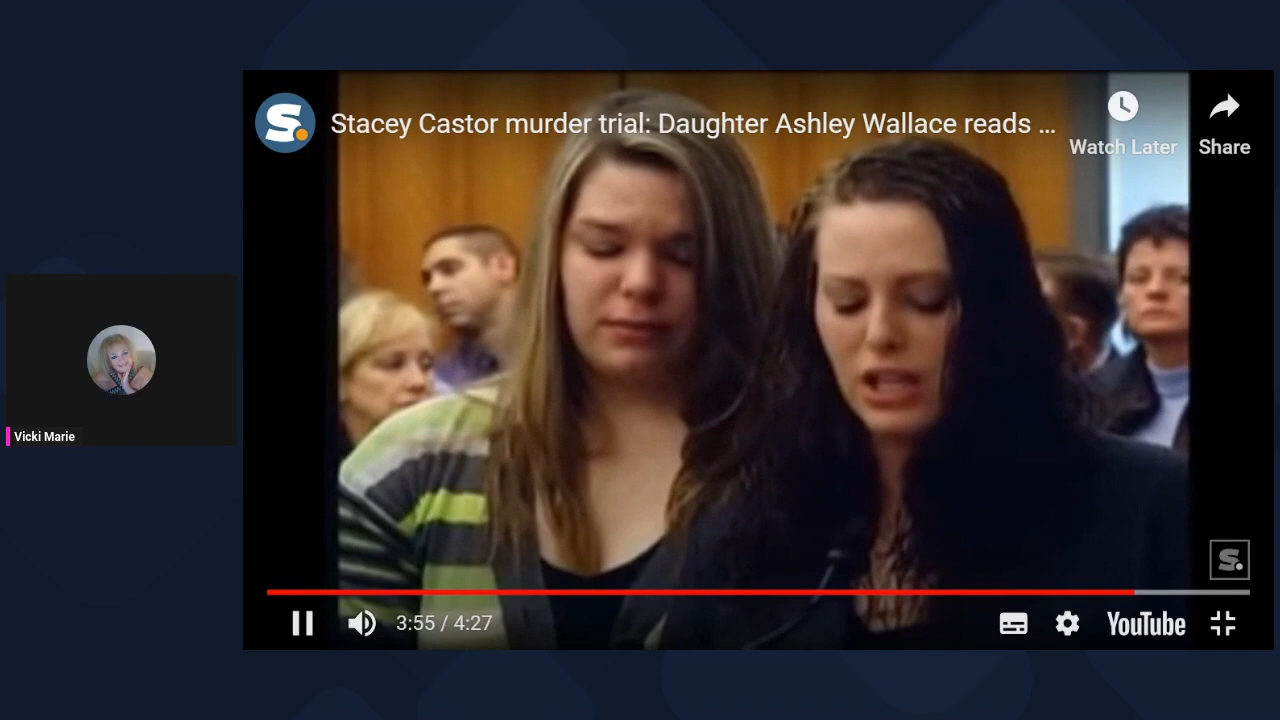 Stacey Castor murder trial: Daughter Ashley Wallace reads ...
Watch Later
Share
Vicki Marie
S.
3:55 / 4:27
YouTube